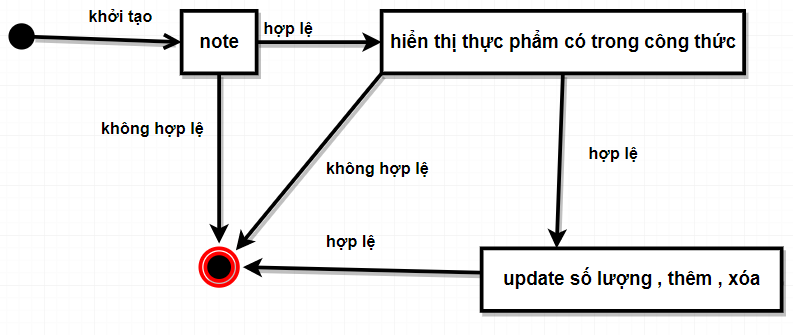 khởi tạo
note
hợp lệ
hiển thị thực phẩm có trong công thức
không hợp lệ
không hợp lệ
hợp lệ
hợp lệ
update số lượng , thêm , xóa